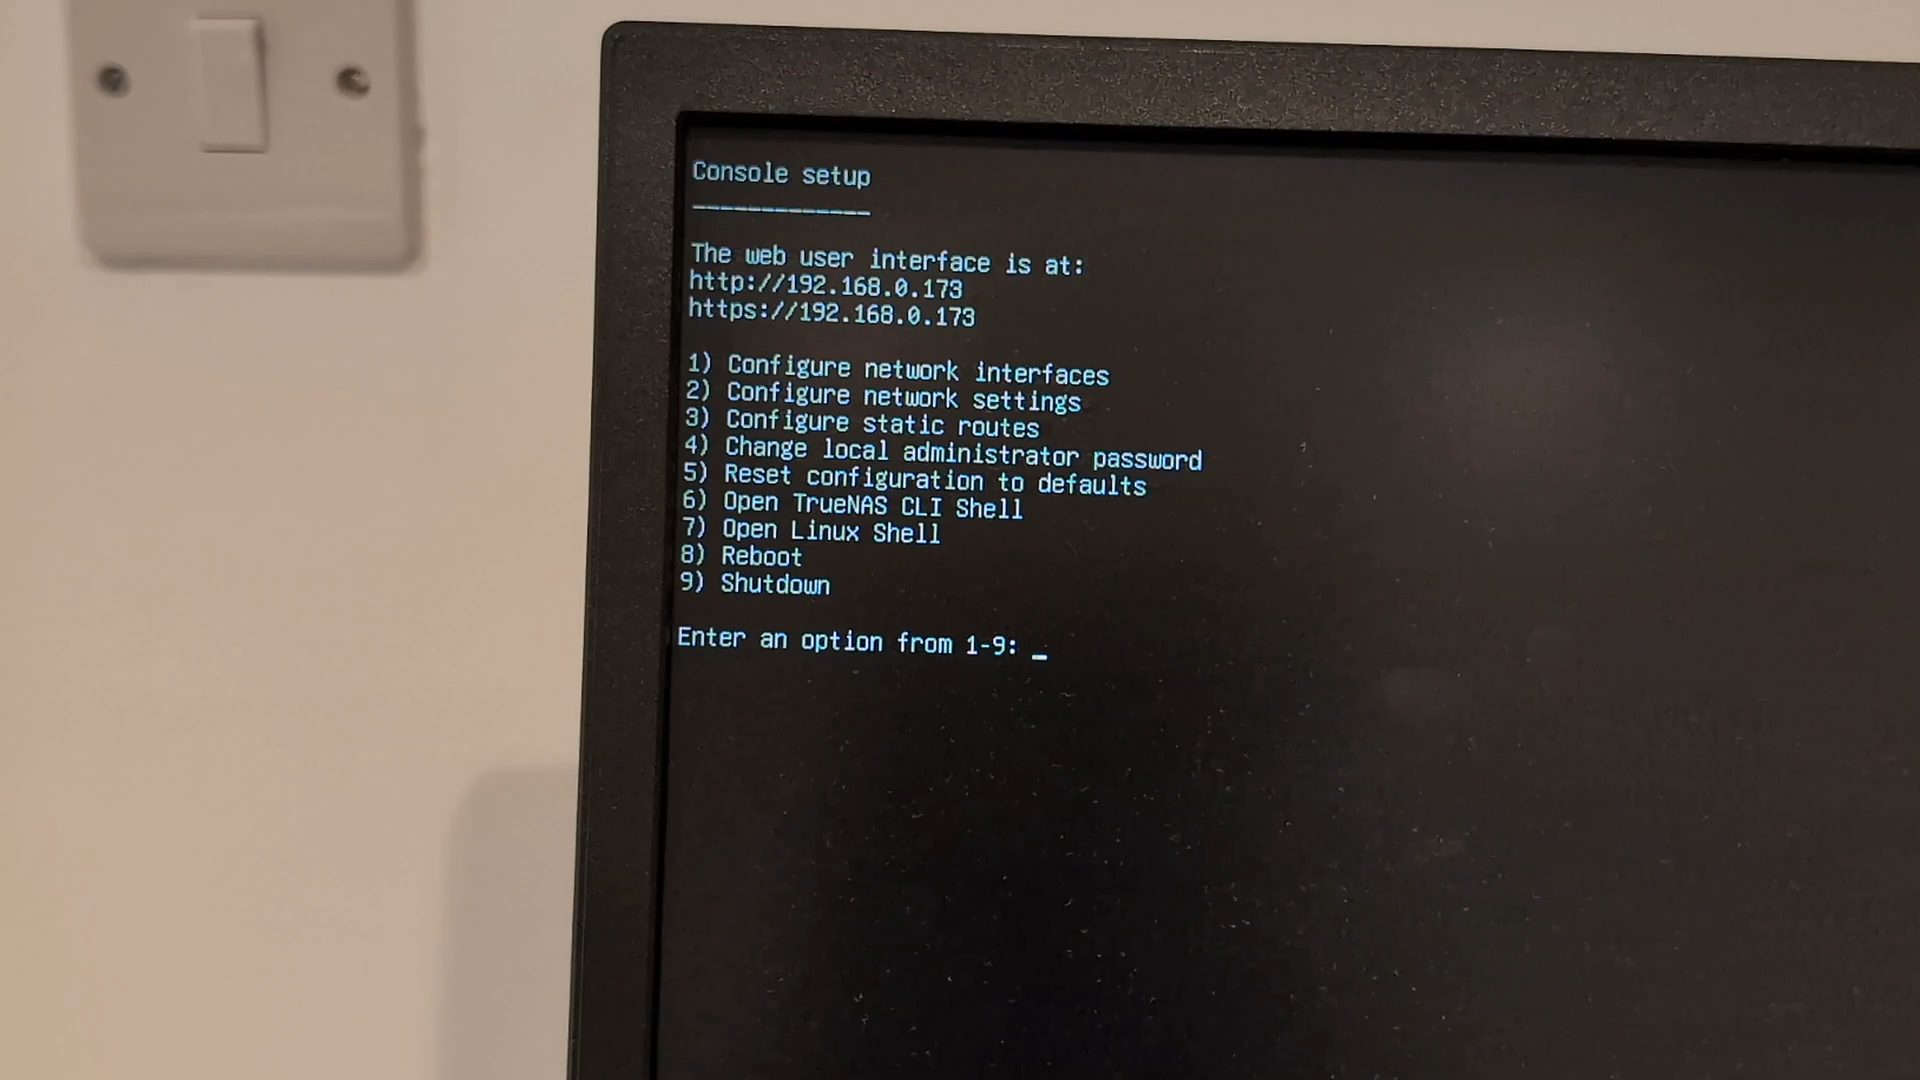 Console setup
-------------
The web user interface is at:
http://192.168.0.173
https://192.168.0.173
1) Configure network interfaces
2) Configure network settings
3) Configure static routes
4) Change local administrator password
5) Reset configuration to defaults
6) Open TrueNAS CLI Shell
7) Open Linux Shell
8) Reboot
9) Shutdown
Enter an option from 1-9: _